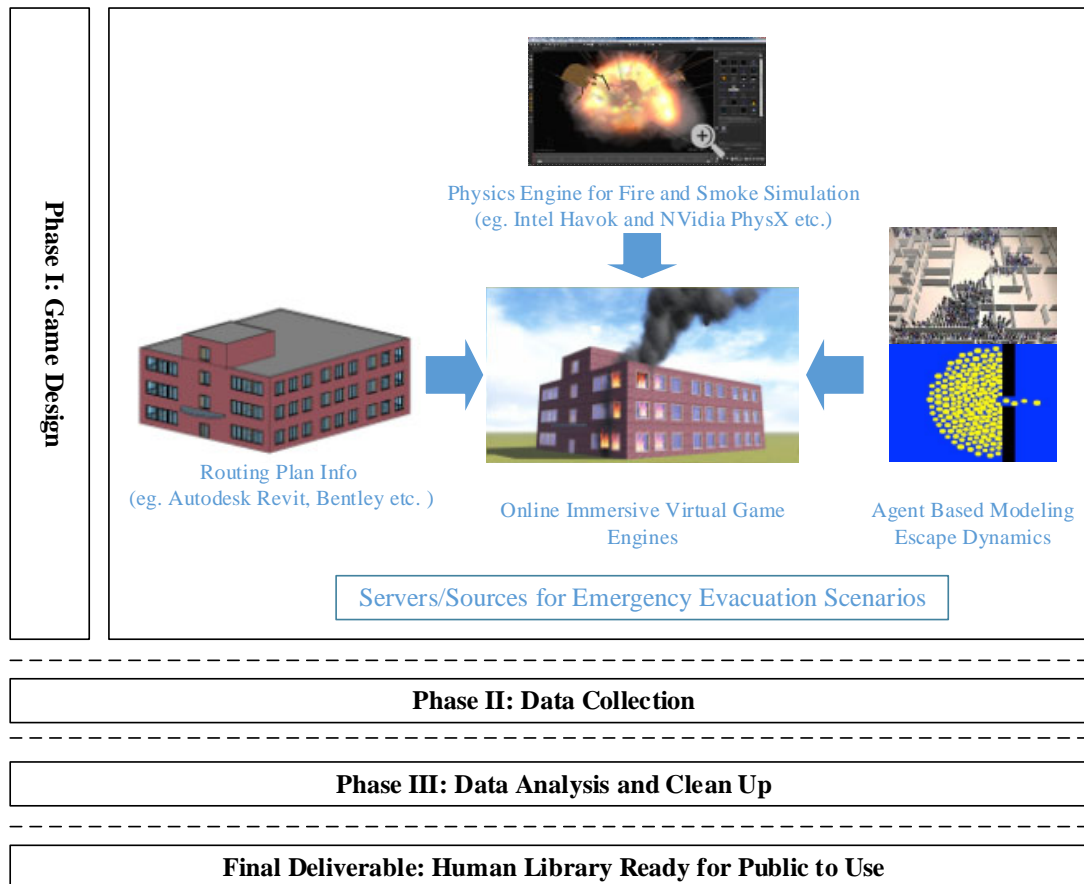 Phase I: Game Design
Physics Engine for Fire and Smoke Simulation
(eg. Intel Havok and NVidia PhysX etc.)
Routing Plan Info
(eg. Autodesk Revit, Bentley etc. )
Online Immersive Virtual Game
Engines
Agent Based Modeling
Escape Dynamics
Servers/Sources for Emergency Evacuation Scenarios
Phase II: Data Collection
Phase III: Data Analysis and Clean Up
Final Deliverable: Human Library Ready for Public to Use